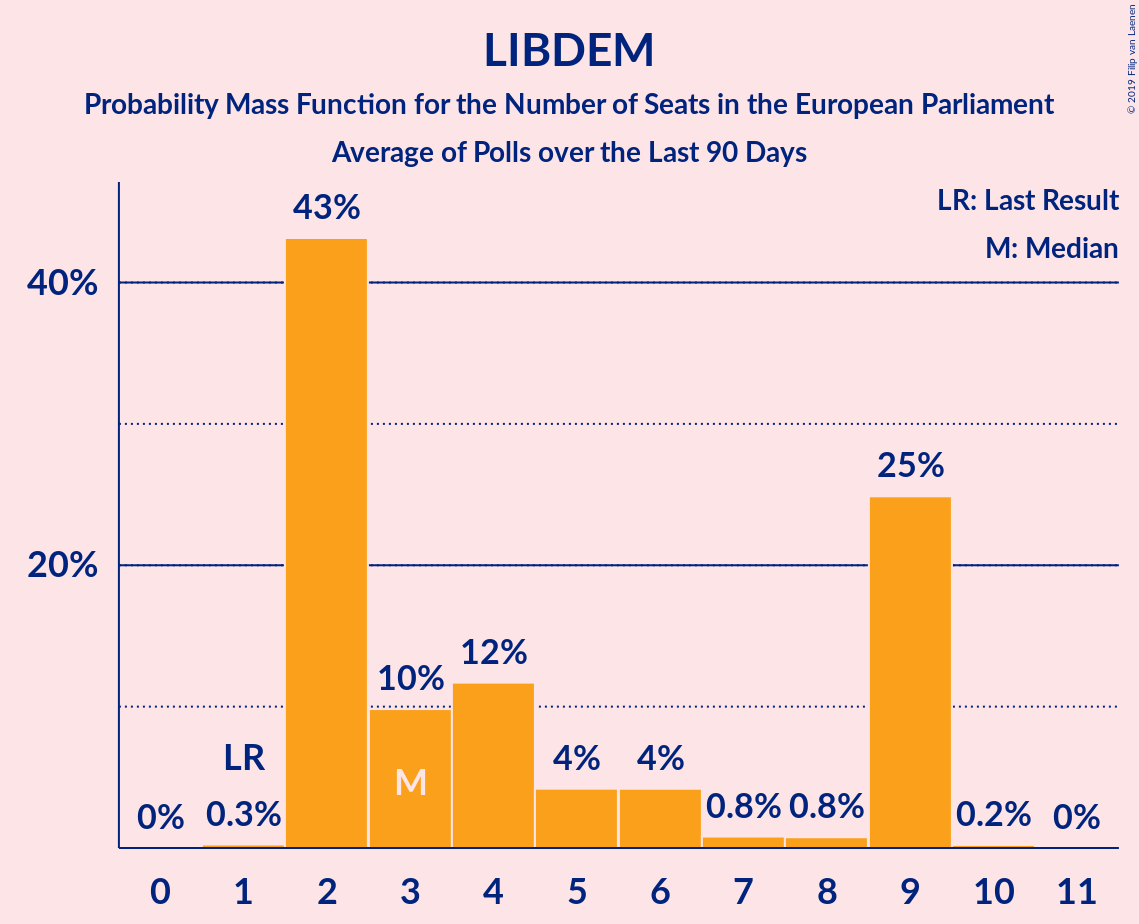 LIBDEM
Probability Mass Function for the Number of Seats in the European Parliament
Average of Polls over the Last 90 Days
© 2019 Filip van Laenen
LR: Last Result
M: Median
40%
20%
0%
LR
0.3%
43%
10%
M
12%
4%
4%
0.8%
0.8%
25%
0.2%
0%
0 1 2 3 4 5 6 7 8 9 10 11